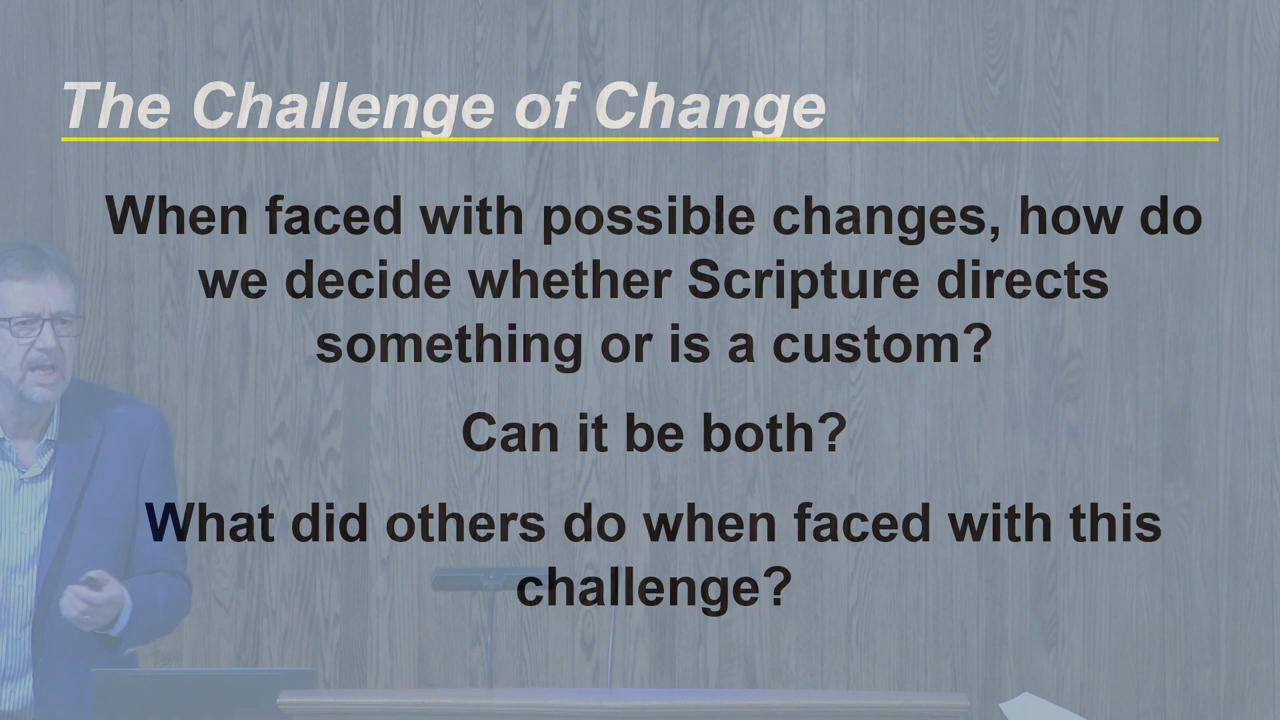 The Challenge of Change
When faced with possible changes, how do
we decide whether Scripture directs
something or is a custom?
Can it be both?
What did others do when faced with this
challenge?